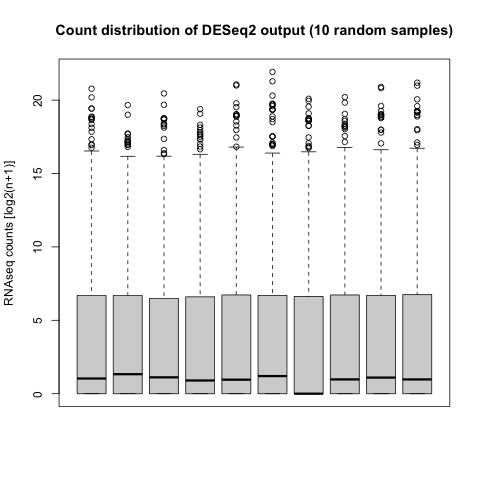 Count distribution of DESeq2 output (10 random samples)
RNAseq counts [log2(n+1)]
20
15
10
5
0